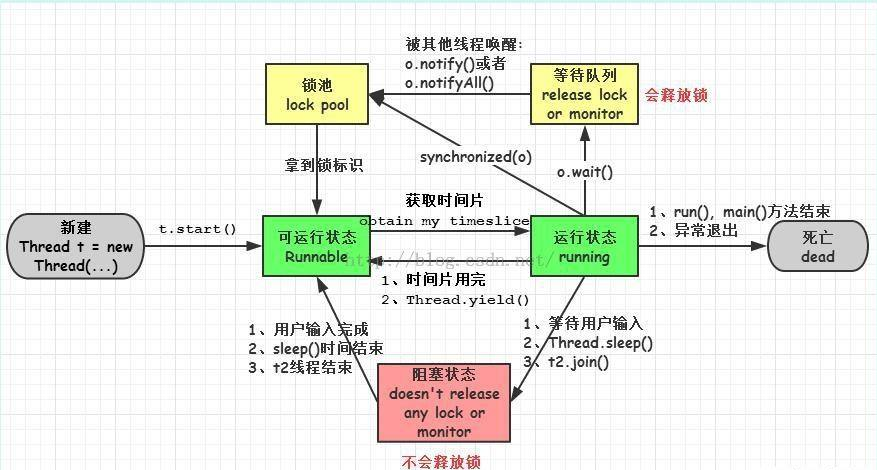 被其他线程唤醒:
o.notify()或者
o.notifyAll()
锁池
lock pool
等待队列
release lock
or monitor
会释放锁
synchronized(o)
o.wait()
拿到锁标识
获取时间片
obtain my timeslice
新建
Thread t = new
Thread(...)
t.start()
可运行状态
Runnable
运行状态
running
1、run(), main()方法结束
2、异常退出
死亡
dead
http://blog.csdn.net/
1、时间片用完
2、Thread.yield()
1、用户输入完成
2、sleep()时间结束
3、t2线程结束
1、等待用户输入
2、Thread.sleep()
3、t2.join()
阻塞状态
doesn't release
any lock or
monitor
不会释放锁